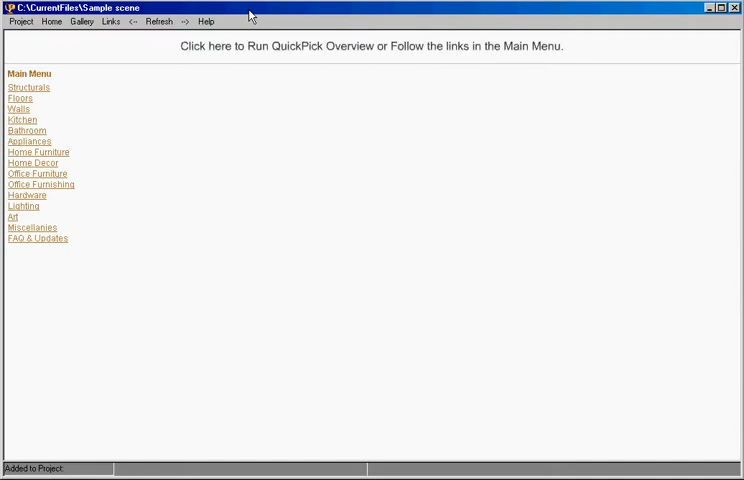 C:\CurrentFiles\Sample scene
Project Home Gallery Links <-- Refresh --> Help
Click here to Run QuickPick Overview or Follow the links in the Main Menu.
Main Menu
Structurals
Floors
Walls
Kitchen
Bathroom
Appliances
Home Furniture
Home Decor
Office Furniture
Office Furnishing
Hardware
Lighting
Art
Miscellanies
FAQ & Updates
Added to Project: